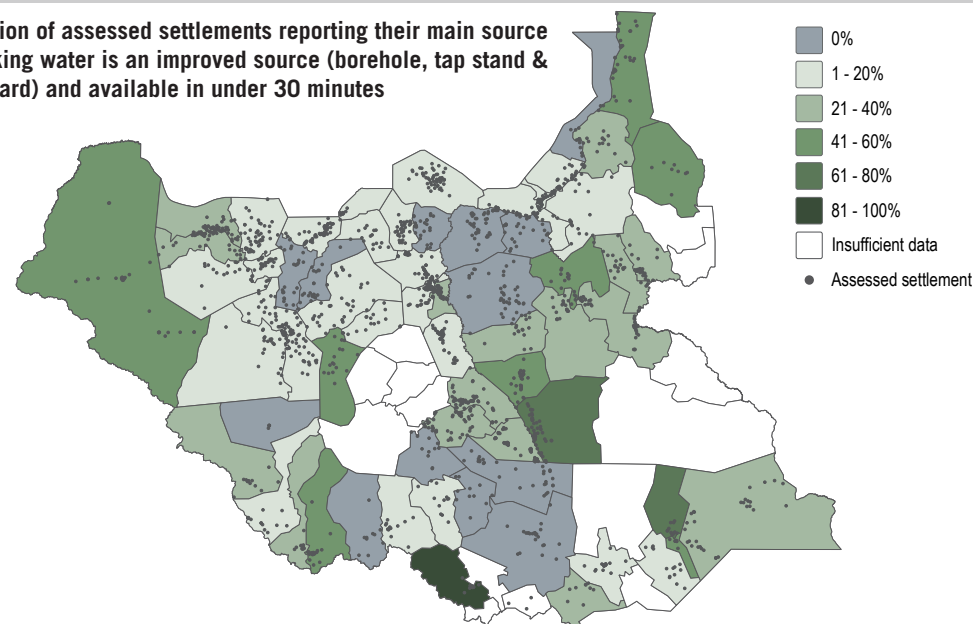 ion of assessed settlements reporting their main source
king water is an improved source (borehole, tap stand &
ard) and available in under 30 minutes
0%
1 - 20%
21 - 40%
41 - 60%
61 - 80%
81 - 100%
Insufficient data
Assessed settlement